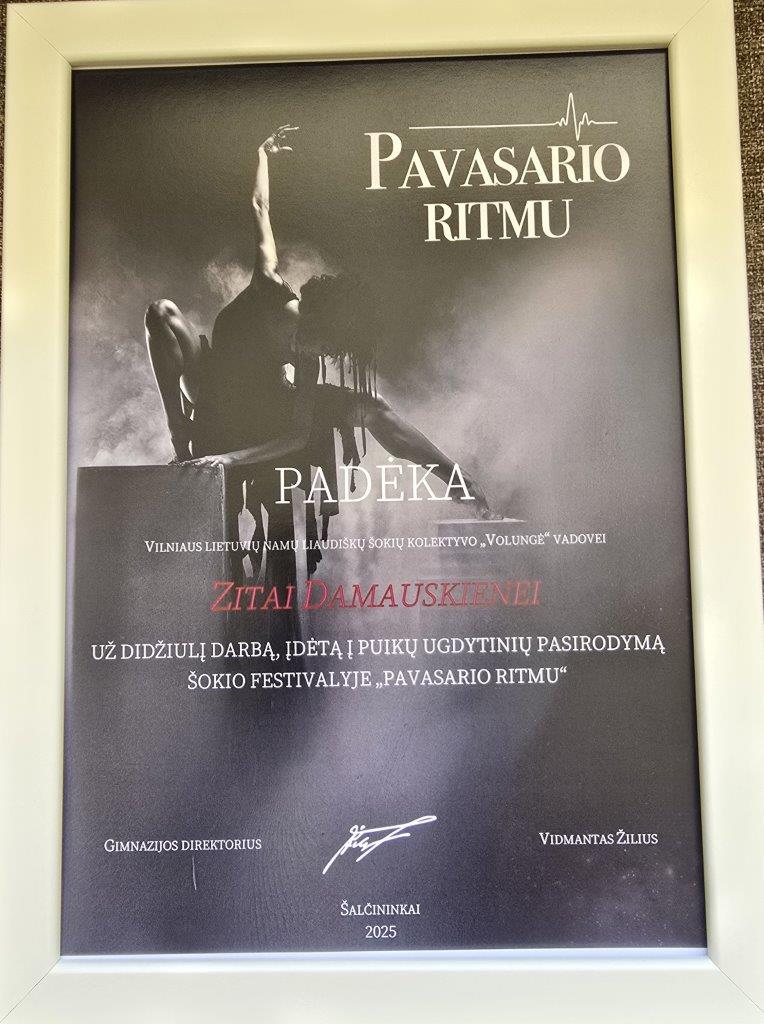 PAVASARIO
RITMU
PADĖKA
VILNIAUS LIETUVIŲ NAMŲ LIAUDIŠKŲ ŠOKIŲ KOLEKTYVO „VOLUNGĖ“ VADOVEI
ZITAI DAMAUSKIENEI
UŽ DIDŽIULĮ DARBĄ, ĮDĖTĄ Į PUIKŲ UGDYTINIŲ PASIRODYMĄ
ŠOKIO FESTIVALYJE „PAVASARIO RITMU“
GIMNAZIJOS DIREKTORIUS
VIDMANTAS ŽILIUS
ŠALČININKAI
2025